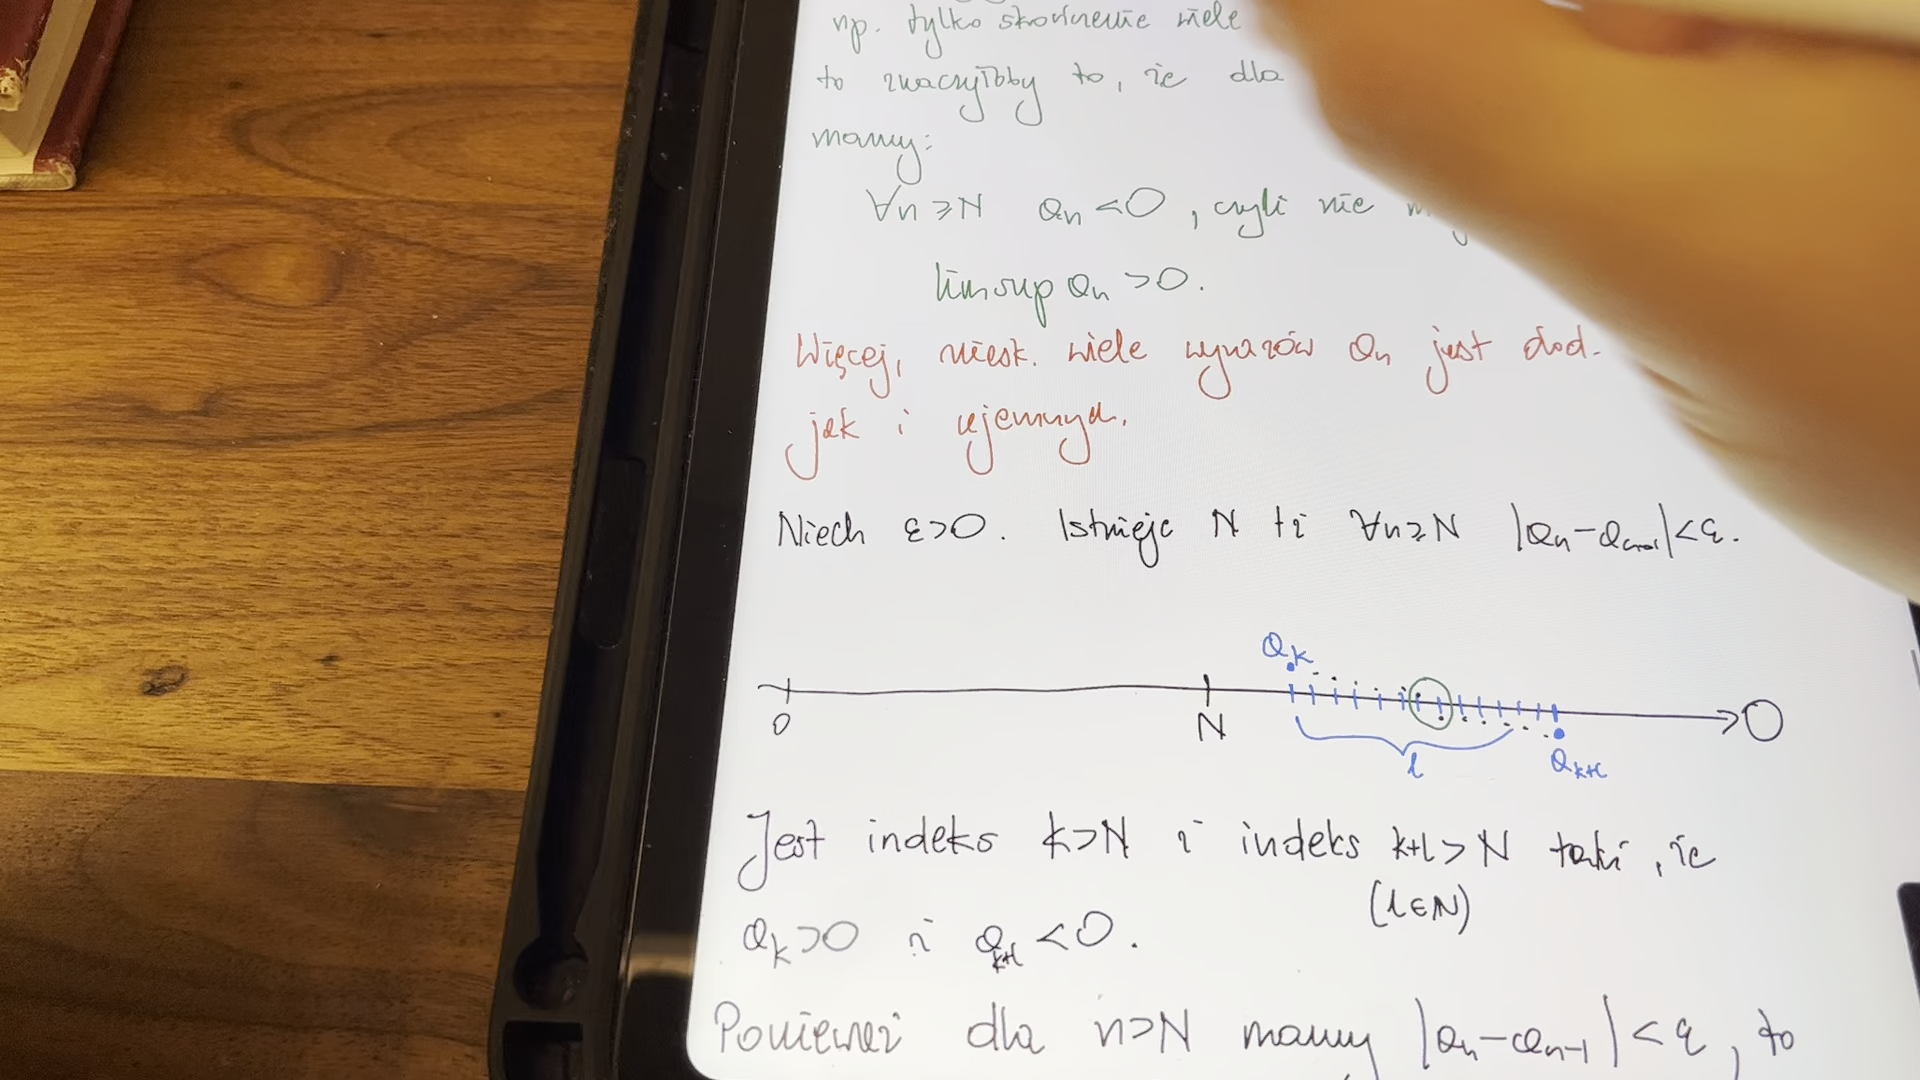 np. tylko skończenie wiele
to znaczyłoby to, że dla
mamy:
∀n ≥ N aₙ < 0, czyli nie
limsup aₙ > 0.
Więcej, niesk. wiele wyrazów aₙ jest dod.
jak i ujemnych.
Niech ε > 0. Istnieje N tż ∀n ≥ N |aₙ - aₙ₋₁| < ε.
aₖ
0 N
l aₖ₊ₗ
Jest indeks k > N i indeks k+l > N taki, że
(l ∈ N)
aₖ > 0 i aₖ₊ₗ < 0.
Ponieważ dla n > N mamy |aₙ - aₙ₋₁| < ε, to